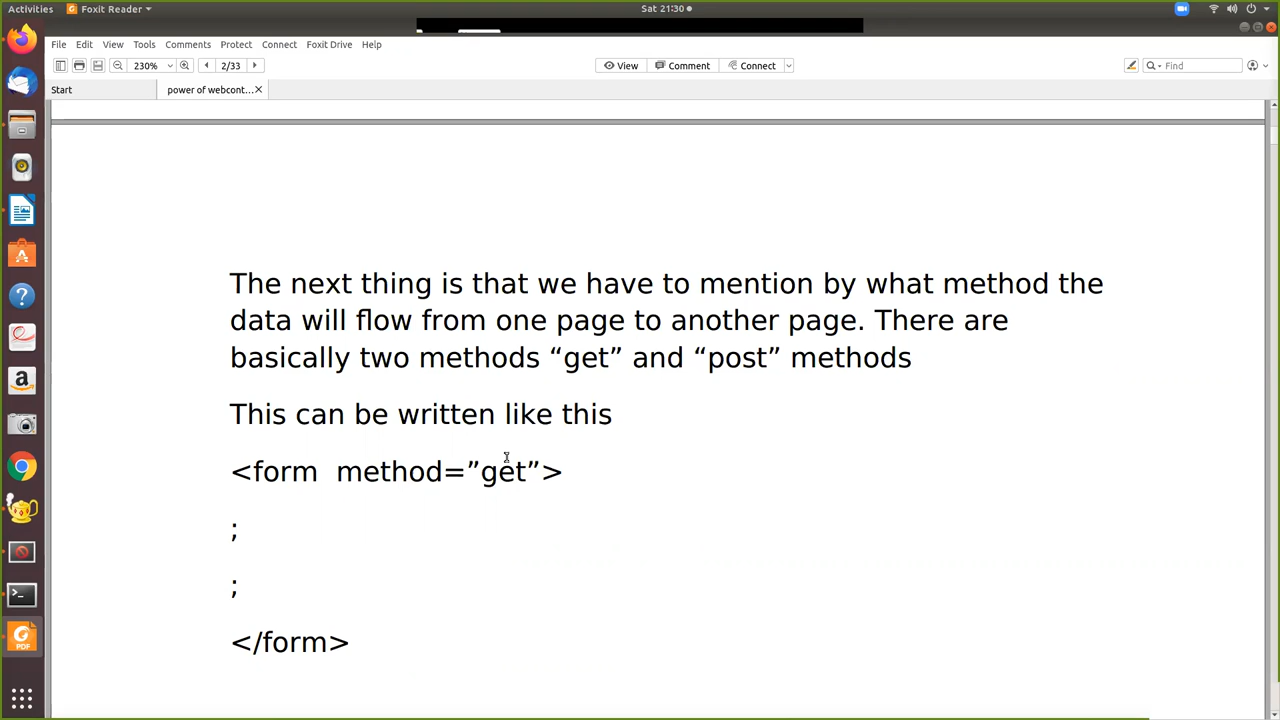 Activities Foxit Reader Sat 21:30
File Edit View Tools Comments Protect Connect Foxit Drive Help
230% 2/33 View Comment Connect Find
Start power of webcont...
The next thing is that we have to mention by what method the
data will flow from one page to another page. There are
basically two methods “get” and “post” methods
This can be written like this
<form  method=”get”>
;
;
</form>
PDF